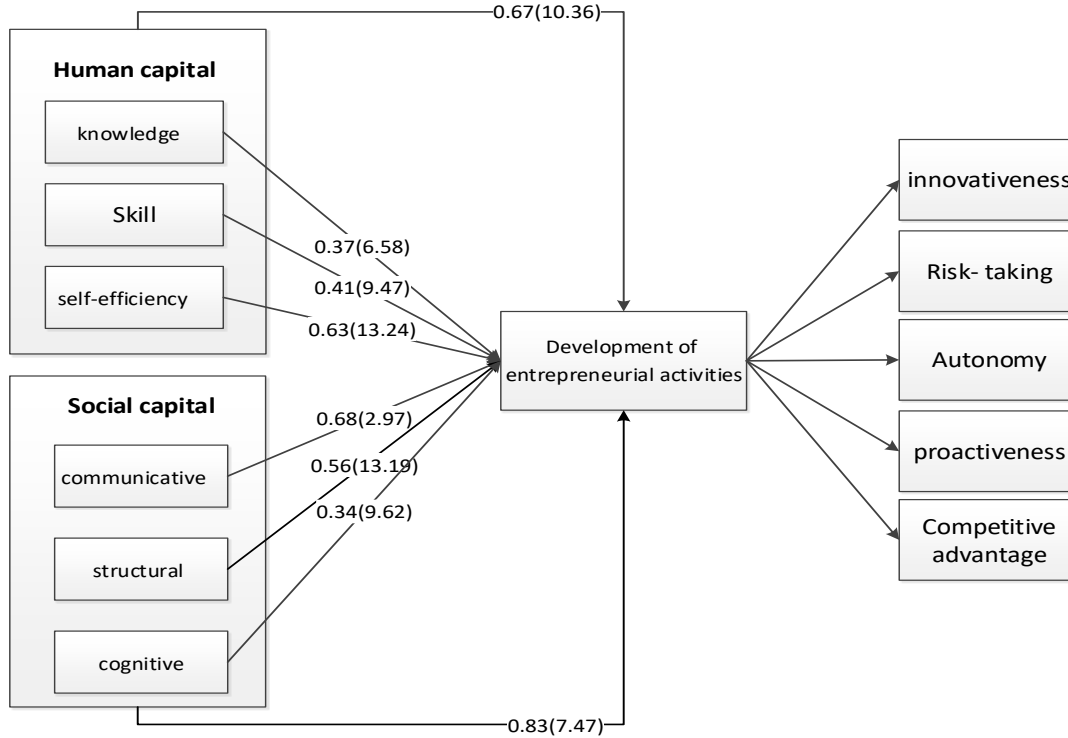 0.67(10.36)
Human capital
knowledge
Skill
self-efficiency
0.37(6.58)
0.41(9.47)
0.63(13.24)
Social capital
communicative
structural
cognitive
0.68(2.97)
0.56(13.19)
0.34(9.62)
0.83(7.47)
Development of
entrepreneurial activities
innovativeness
Risk- taking
Autonomy
proactiveness
Competitive
advantage